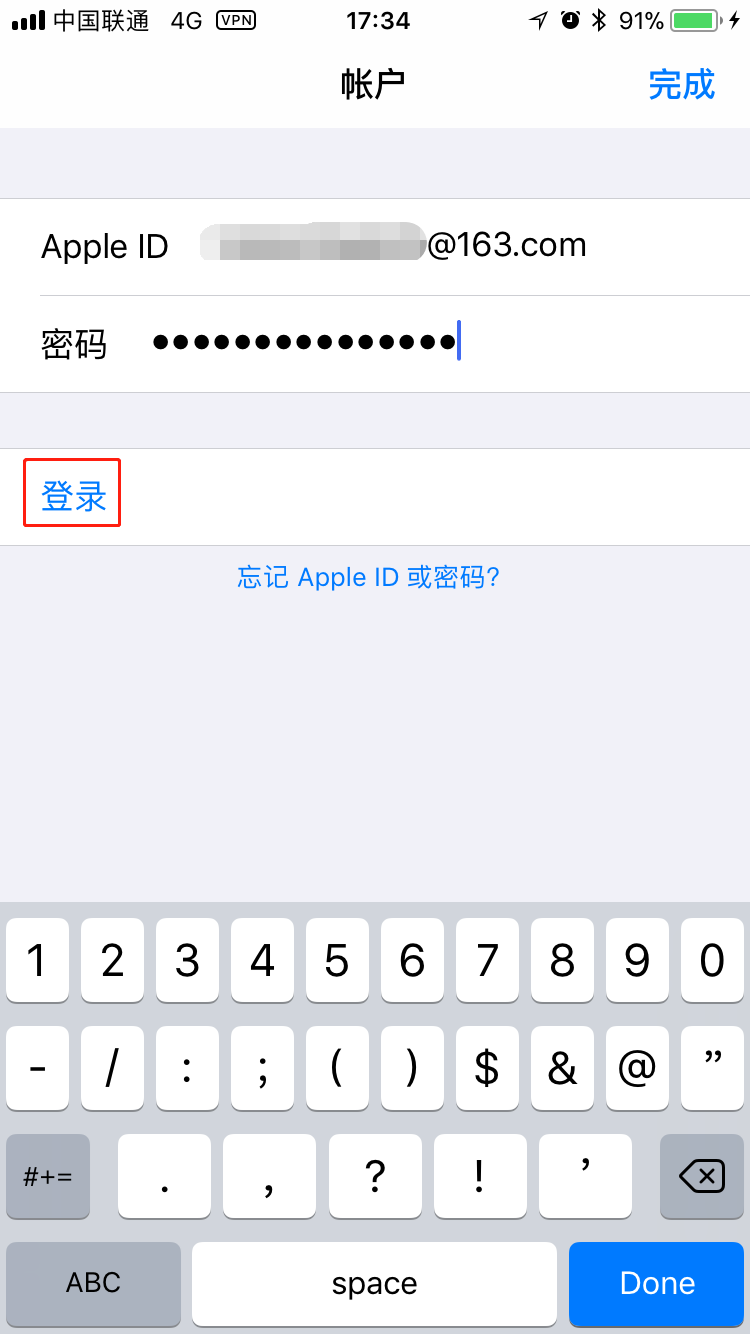 中国联通 4G VPN 17:34 91%
帐户 完成
Apple ID @163.com
密码 •••••••••••••••
登录
忘记 Apple ID 或密码?
1 2 3 4 5 6 7 8 9 0
- / : ; ( ) $ & @ ”
#+= . , ? ! ’
ABC space Done